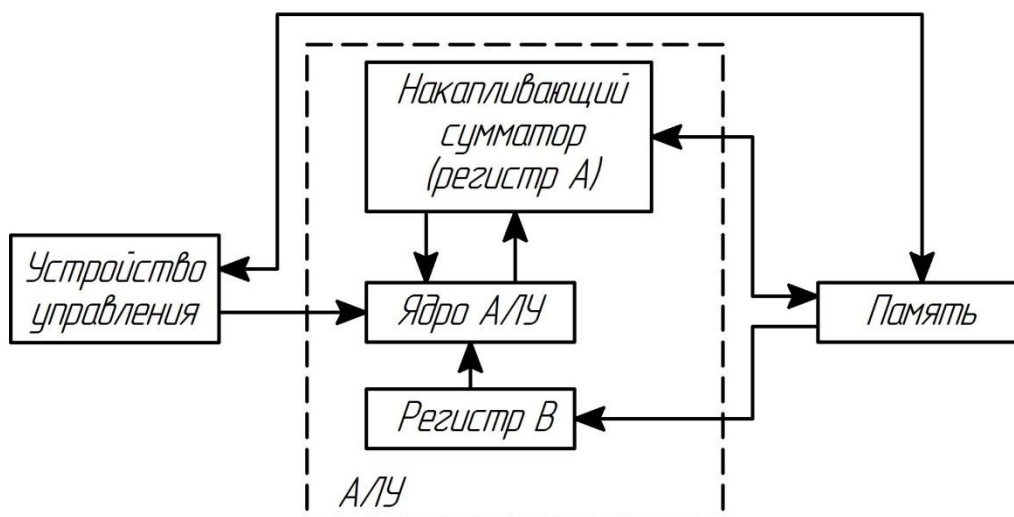 Накапливающий
сумматор
(регистр А)
Устройство
управления
Ядро АЛУ
Память
Регистр В
АЛУ